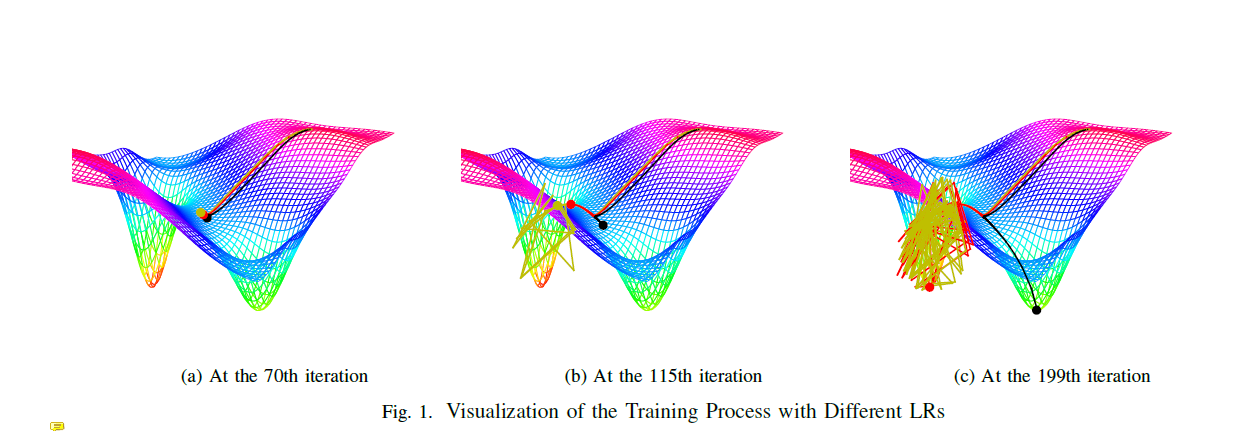 (a) At the 70th iteration
(b) At the 115th iteration
(c) At the 199th iteration
Fig. 1. Visualization of the Training Process with Different LRs